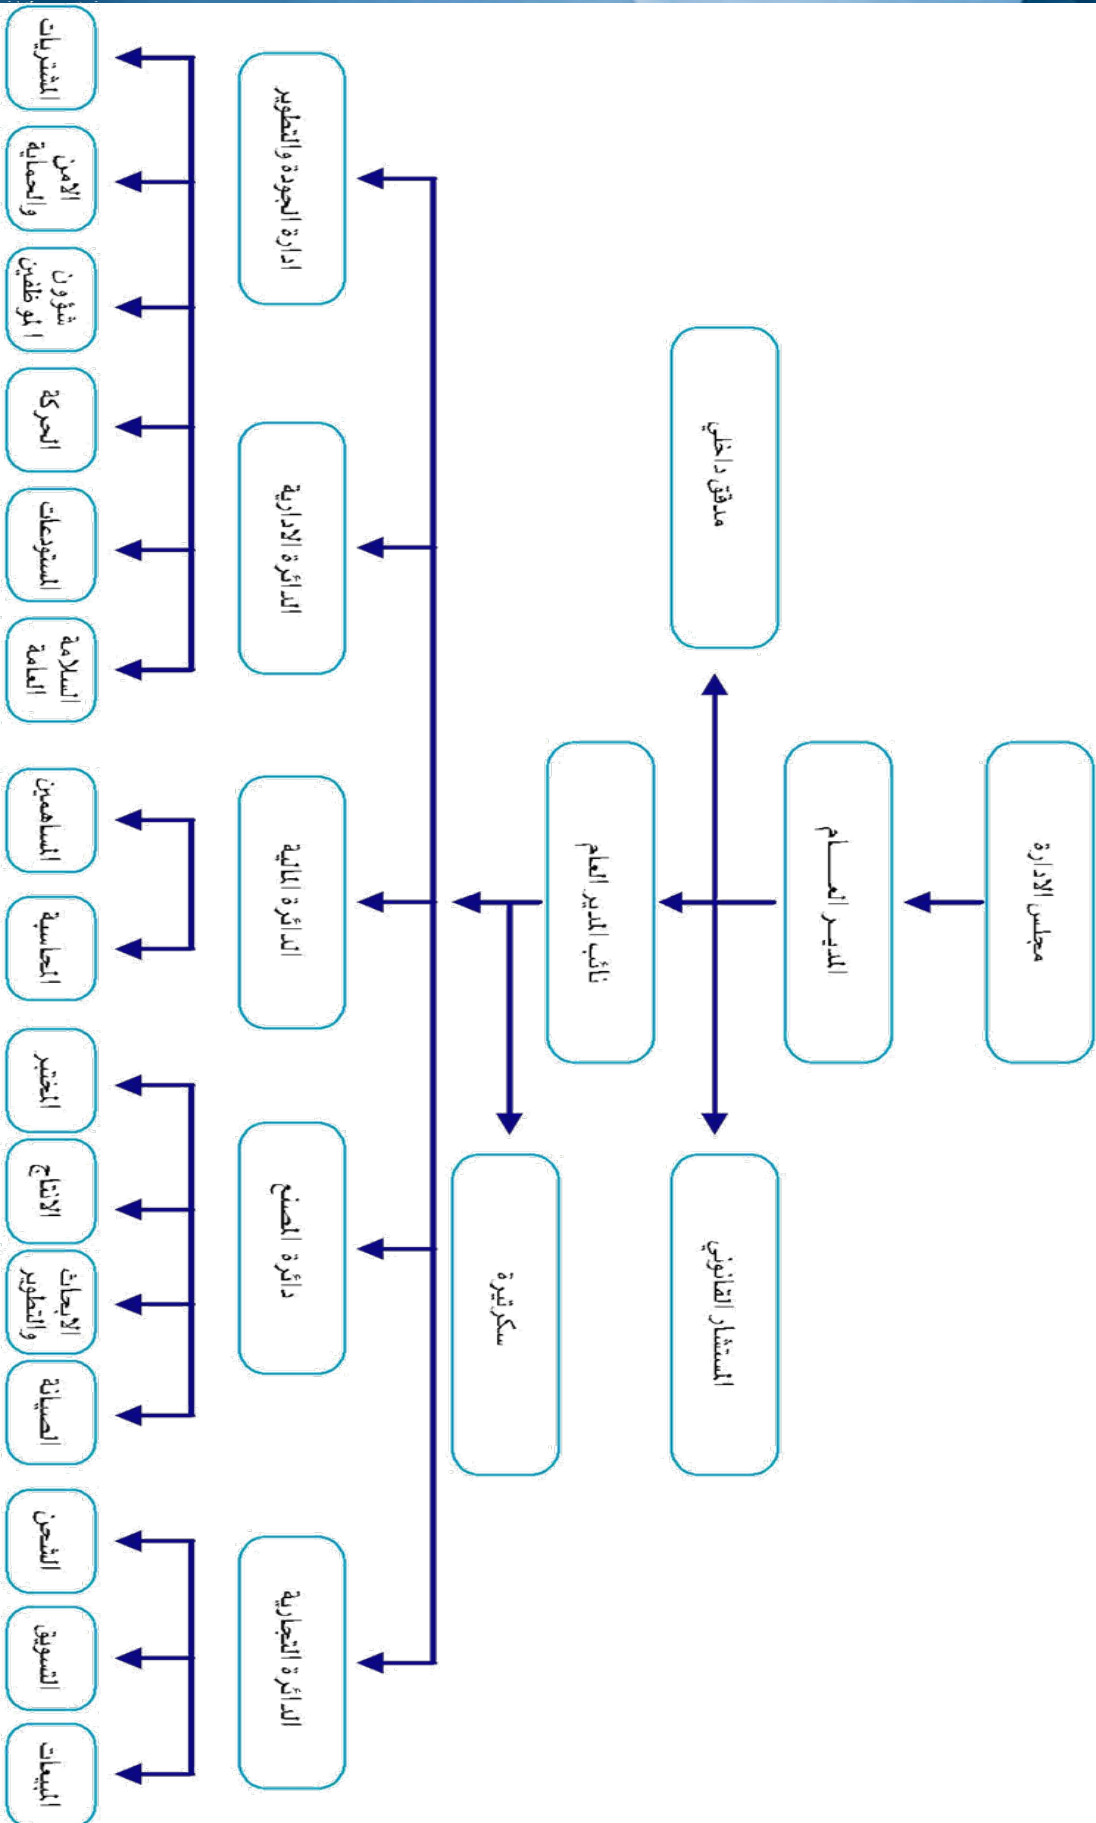 مجلس الادارة
المديـر العـــام
المستشار القانوني
مدقق داخلي
نائب المدير العام
سكرتيرة
الدائرة التجارية
دائرة المصنع
الدائرة المالية
الدائرة الادارية
ادارة الجودة والتطوير
المبيعات
التسويق
الشحن
الصيانة
الابحاث
والتطوير
الانتاج
المختبر
المحاسبة
المساهمين
السلامة
العامة
المستودعات
الحركة
شؤون
الموظفين
الامن
والحماية
المشتريات